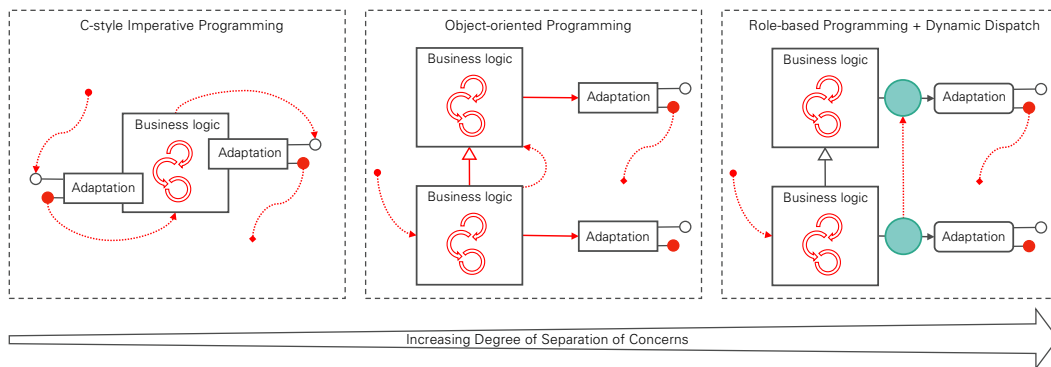 C-style Imperative Programming
Business logic
Adaptation
Adaptation
Object-oriented Programming
Business logic
Adaptation
Business logic
Adaptation
Role-based Programming + Dynamic Dispatch
Business logic
Adaptation
Business logic
Adaptation
Increasing Degree of Separation of Concerns